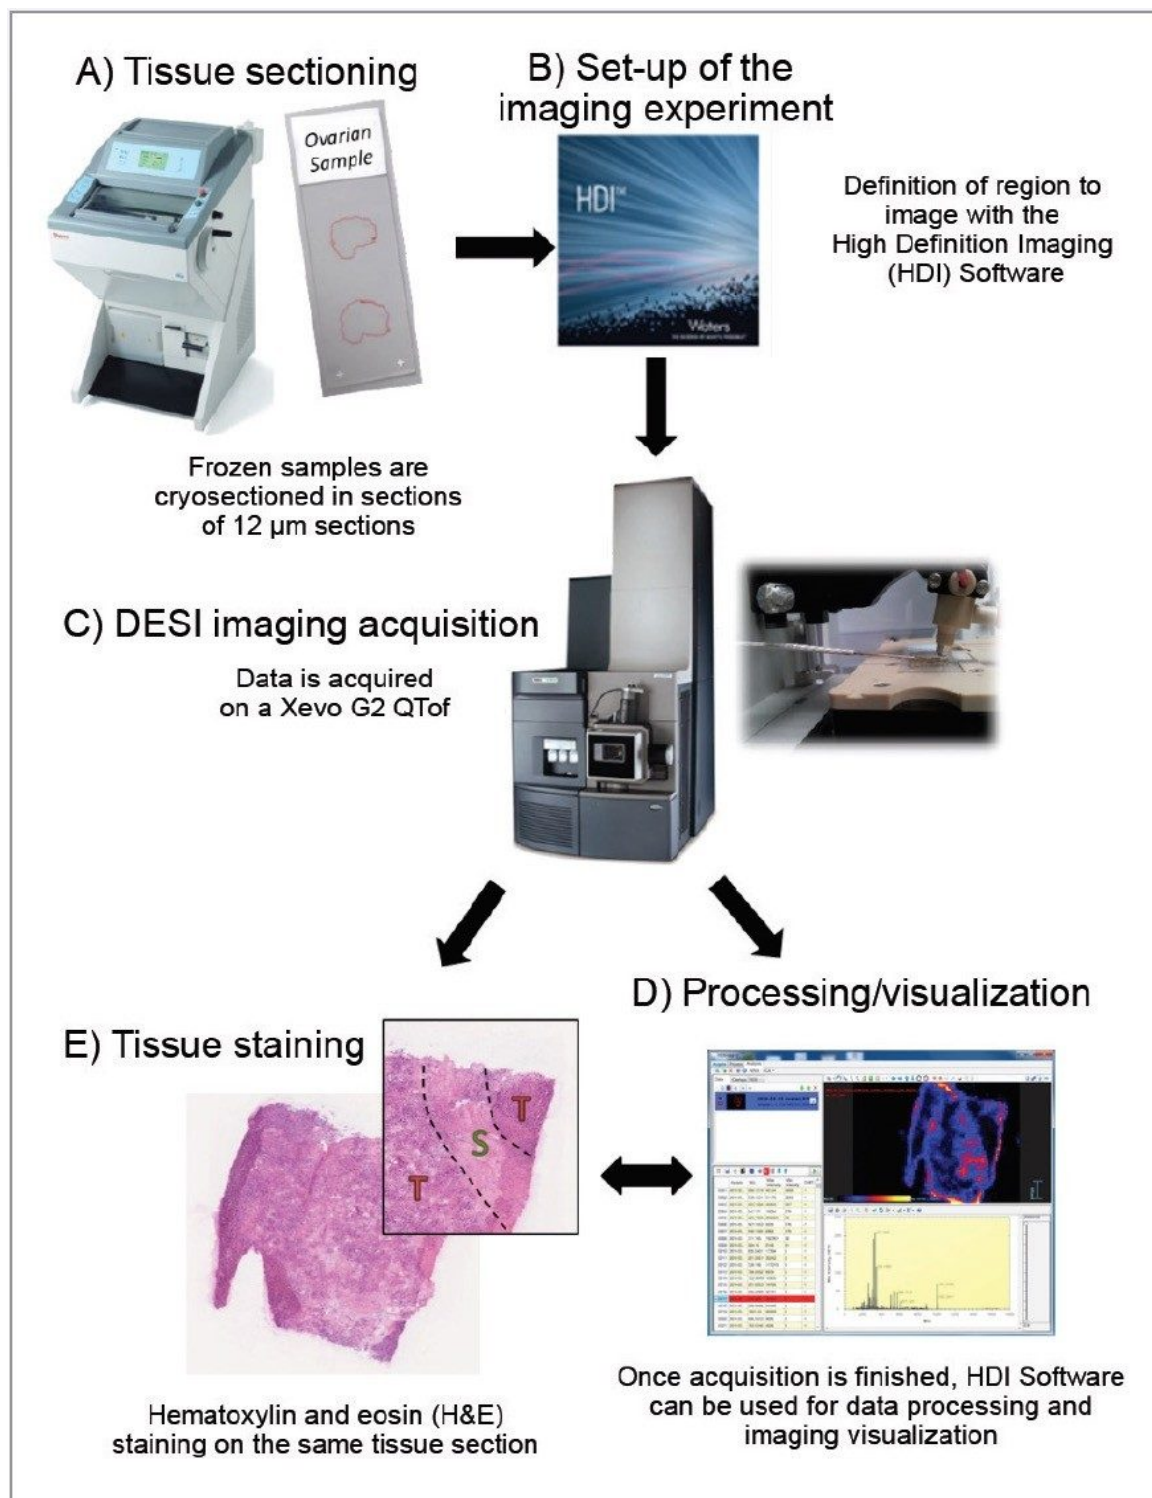 A) Tissue sectioning
Ovarian
Sample
Frozen samples are
cryosectioned in sections
of 12 µm sections
B) Set-up of the
imaging experiment
HDI™
Waters
Definition of region to
image with the
High Definition Imaging
(HDI) Software
C) DESI imaging acquisition
Data is acquired
on a Xevo G2 QTof
D) Processing/visualization
Once acquisition is finished, HDI Software
can be used for data processing and
imaging visualization
E) Tissue staining
T
S
T
Hematoxylin and eosin (H&E)
staining on the same tissue section